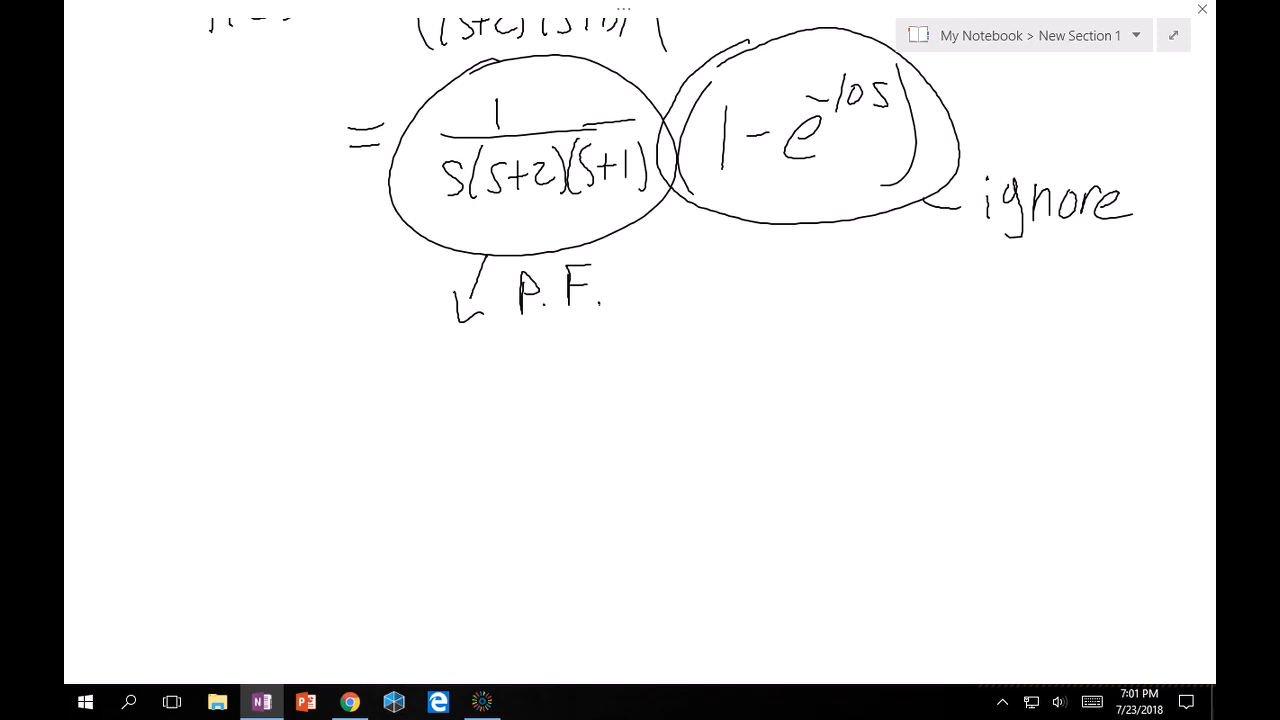 My Notebook > New Section 1
= 1/(s(s+2)(s+1)) (1 - e^-10s)
ignore
P.F.
7:01 PM
7/23/2018